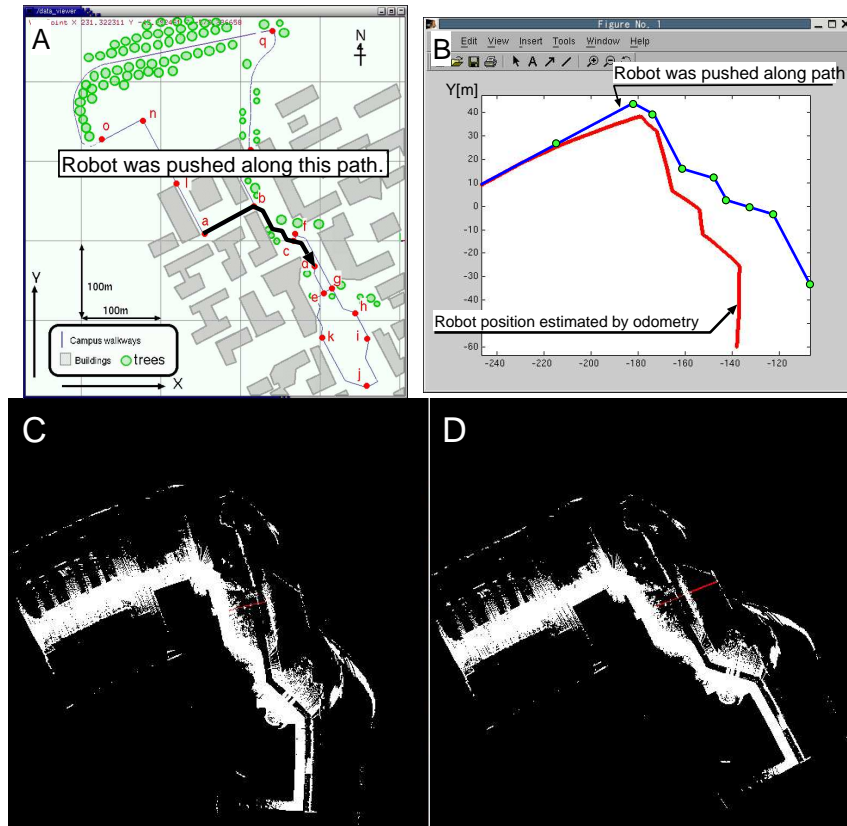 /data_viewer
A
q
N
n
o
Robot was pushed along this path.
l
a
b
f
c
d
g
e
h
k
i
j
Y
100m
100m
Campus walkways
Buildings
trees
X
Figure No. 1
B
Edit View Insert Tools Window Help
Robot was pushed along path
Y[m]
40
30
20
10
0
-10
-20
-30
-40
-50
-60
Robot position estimated by odometry
-240 -220 -200 -180 -160 -140 -120
C
D